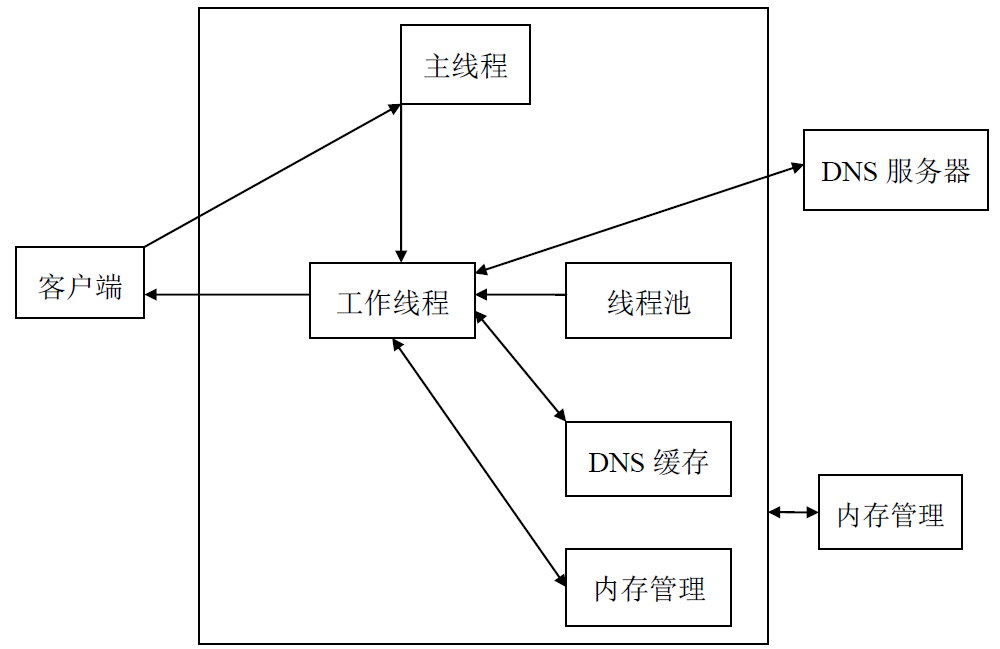 主线程
DNS 服务器
客户端
工作线程
线程池
DNS 缓存
内存管理
内存管理